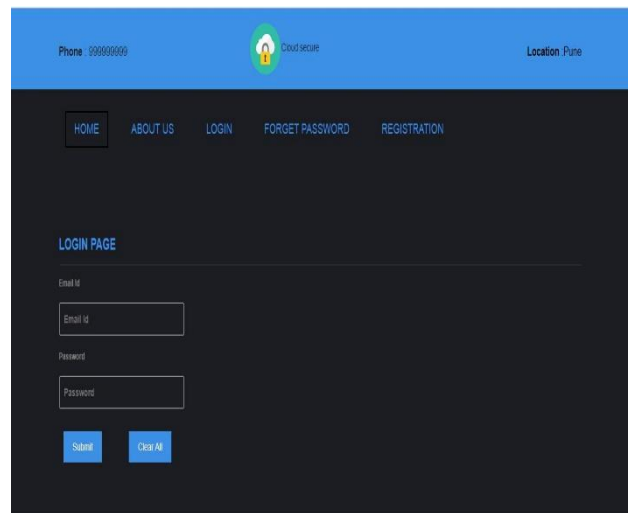 Phone : 999999999 Cloud secure Location :Pune
HOME ABOUT US LOGIN FORGET PASSWORD REGISTRATION
LOGIN PAGE
Email Id
Email Id
Password
Password
Submit Clear All